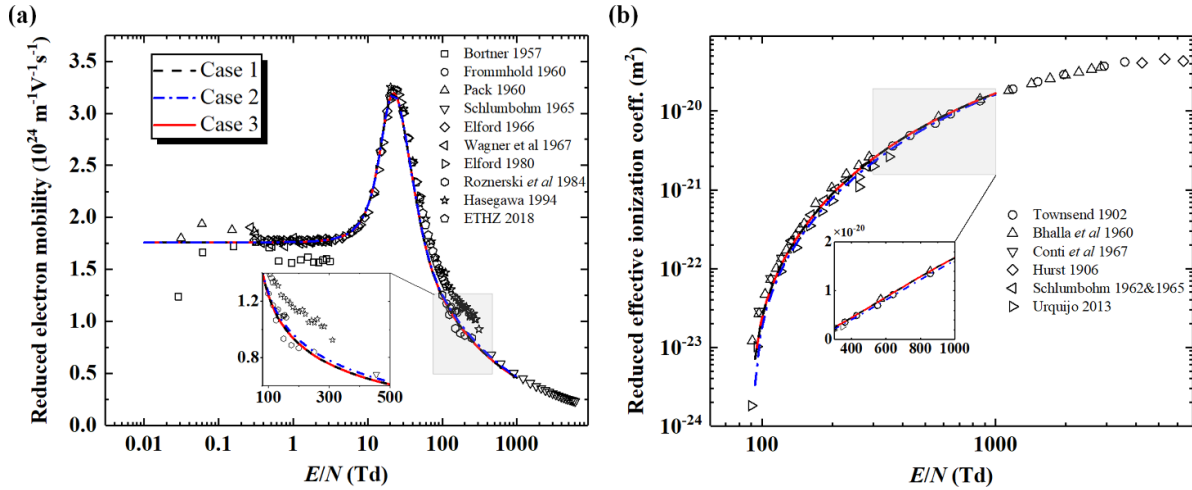 (a)
Reduced electron mobility (10²⁴ m⁻¹V⁻¹s⁻¹)
3.5
3.0
2.5
2.0
1.5
1.0
0.5
0.0
Case 1
Case 2
Case 3
Bortner 1957
Frommhold 1960
Pack 1960
Schlumbohm 1965
Elford 1966
Wagner et al 1967
Elford 1980
Roznerski et al 1984
Hasegawa 1994
ETHZ 2018
1.2
0.8
100 300 500
0.01 0.1 1 10 100 1000
E/N (Td)
(b)
Reduced effective ionization coeff. (m²)
10⁻²⁰
10⁻²¹
10⁻²²
10⁻²³
10⁻²⁴
Townsend 1902
Bhalla et al 1960
Conti et al 1967
Hurst 1906
Schlumbohm 1962&1965
Urquijo 2013
×10⁻²⁰
2
1
0
400 600 800 1000
100 1000
E/N (Td)